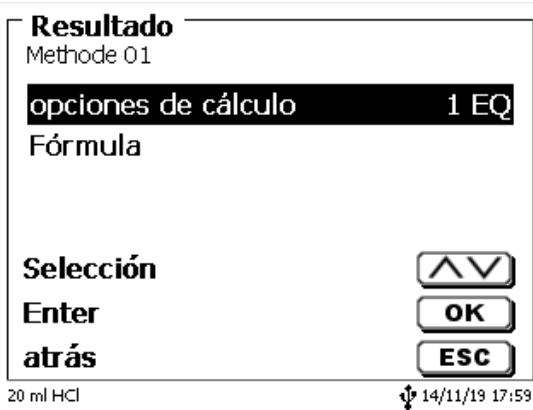 Resultado
Methode 01
opciones de cálculo 1 EQ
Fórmula
Selección
Enter OK
atrás ESC
20 ml HCl 14/11/19 17:59